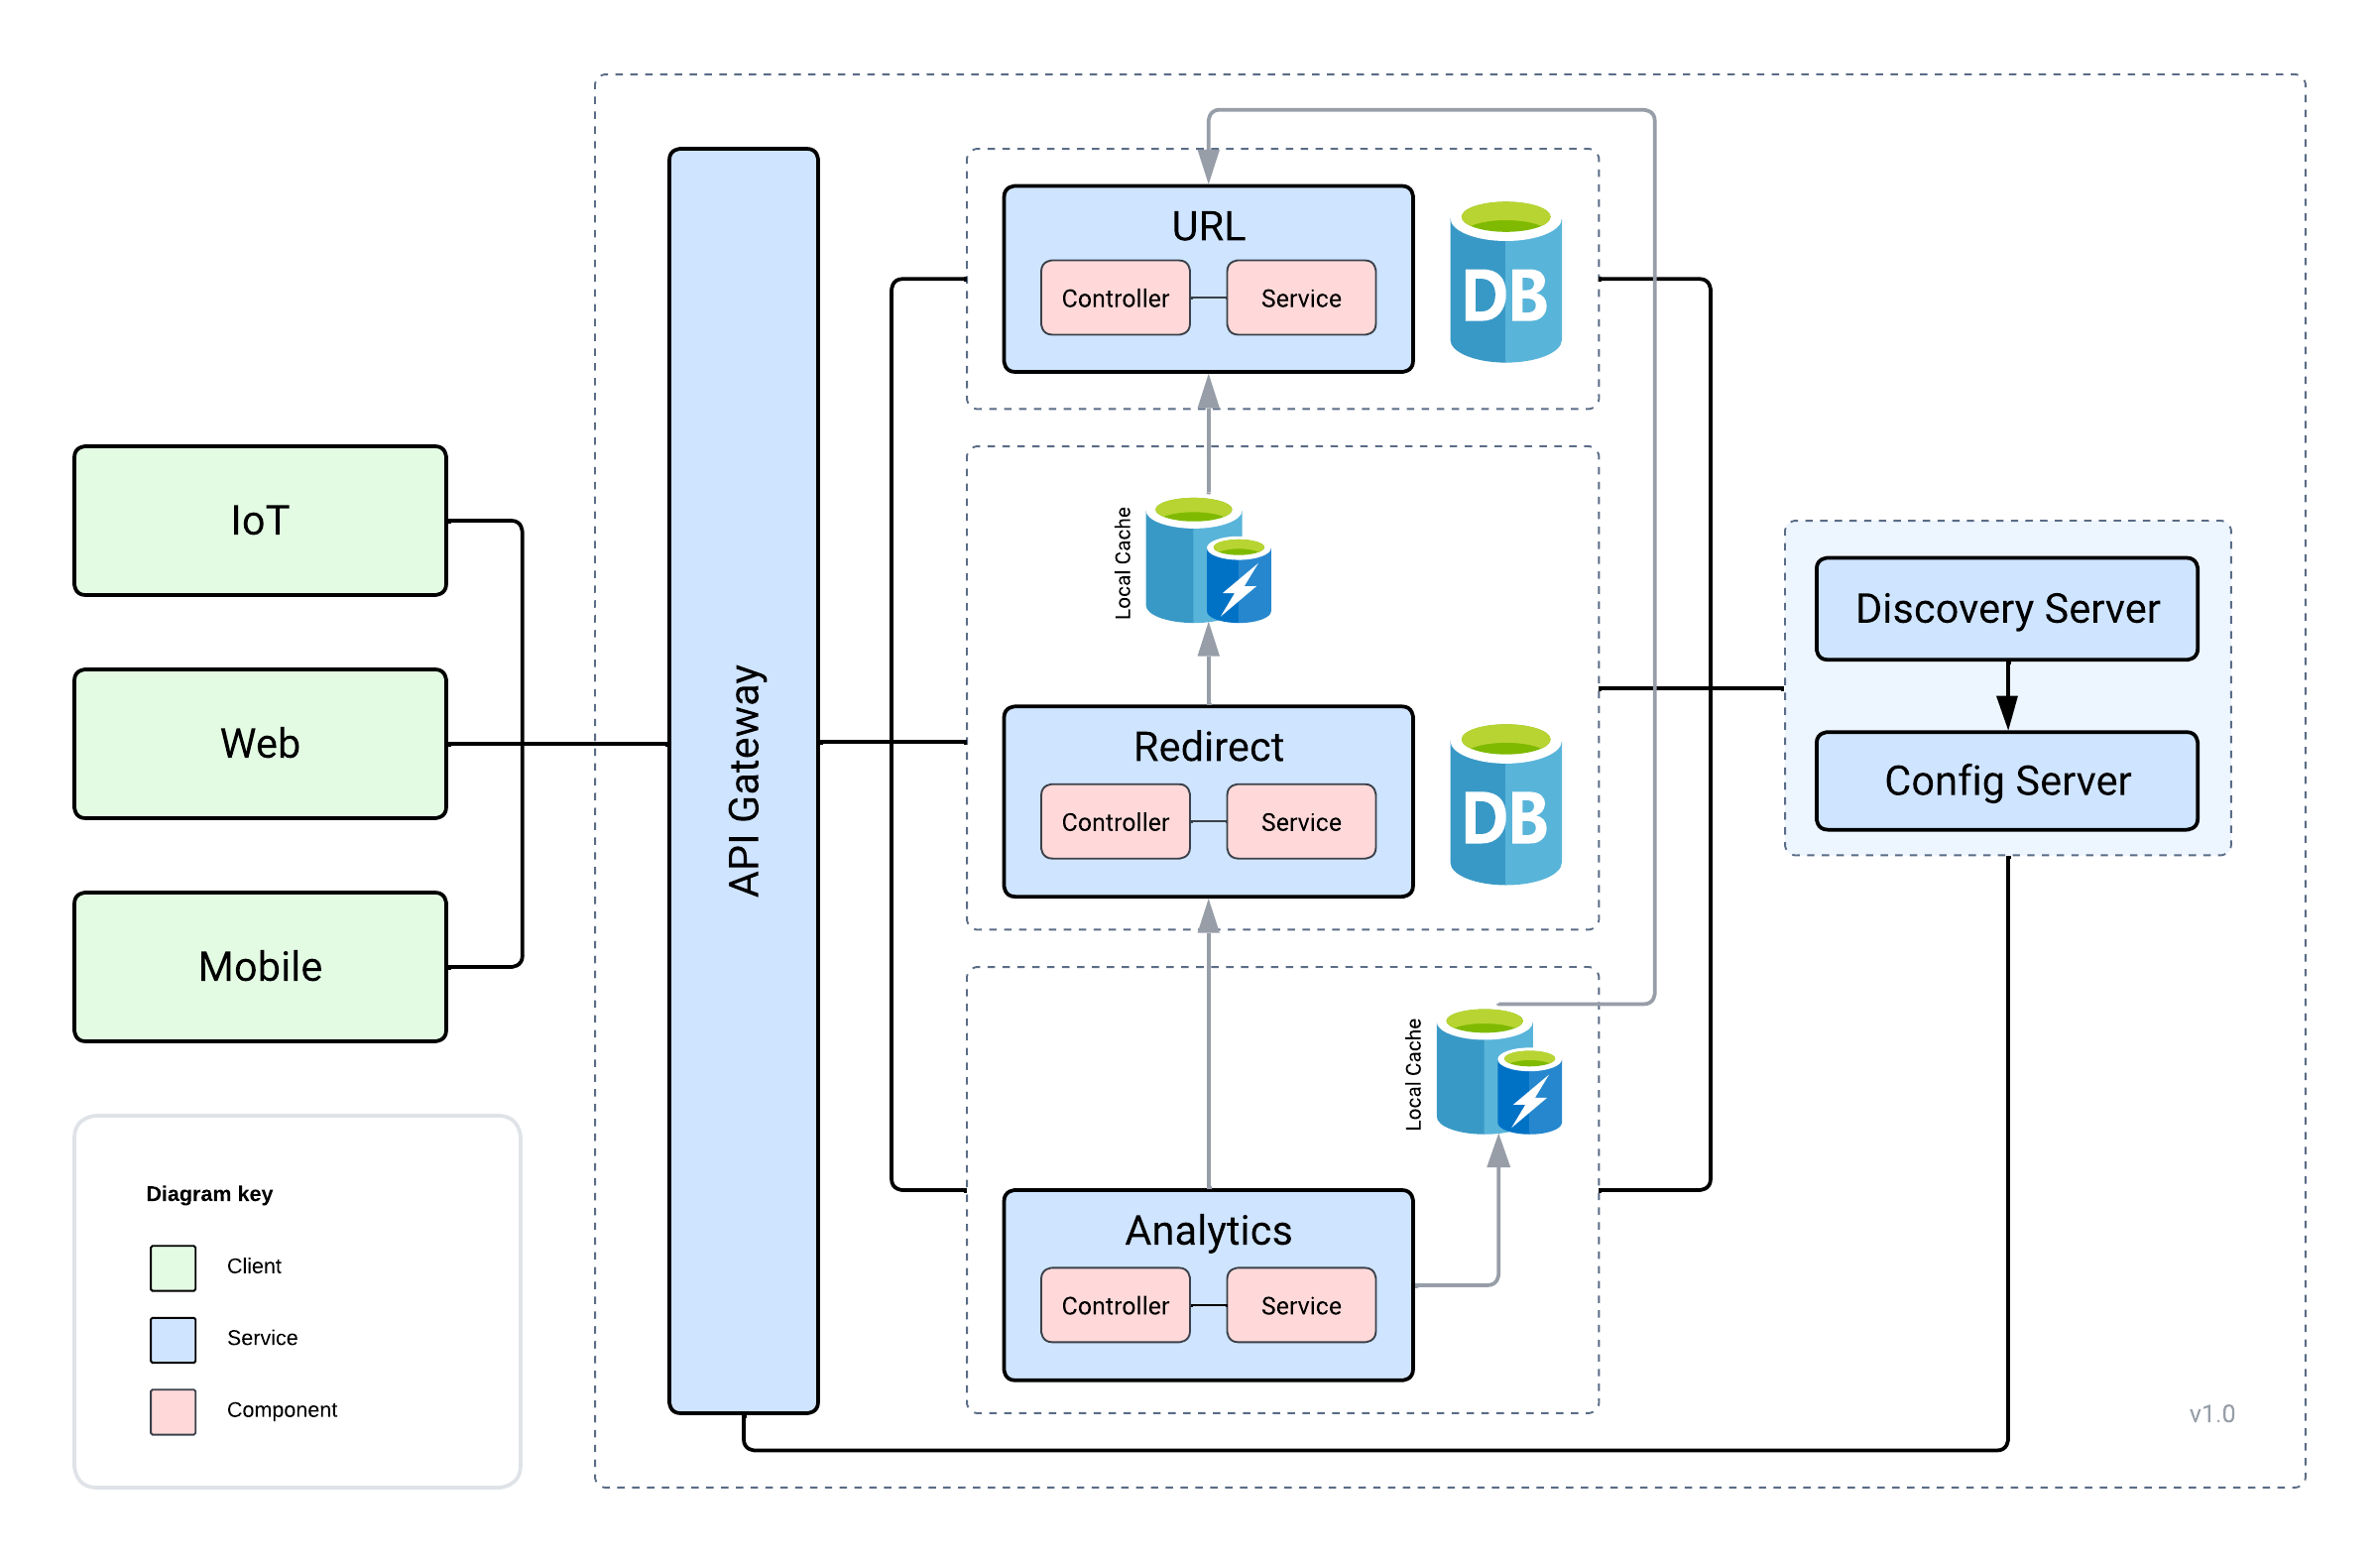 IoT
Web
Mobile
API Gateway
URL
Controller
Service
DB
Local Cache
Redirect
Controller
Service
DB
Local Cache
Analytics
Controller
Service
Discovery Server
Config Server
Diagram key
Client
Service
Component
v1.0